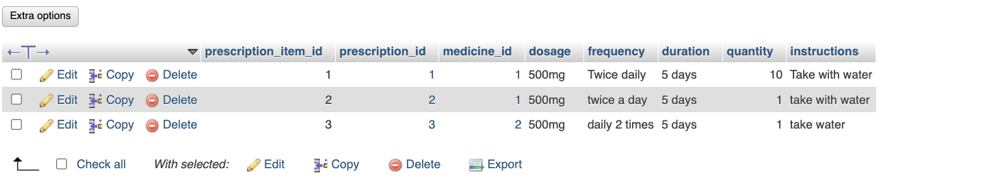 Extra options
prescription_item_id prescription_id medicine_id dosage frequency duration quantity instructions
Edit Copy Delete 1 1 1 500mg Twice daily 5 days 10 Take with water
Edit Copy Delete 2 2 1 500mg twice a day 5 days 1 take with water
Edit Copy Delete 3 3 2 500mg daily 2 times 5 days 1 take water
Check all With selected: Edit Copy Delete Export